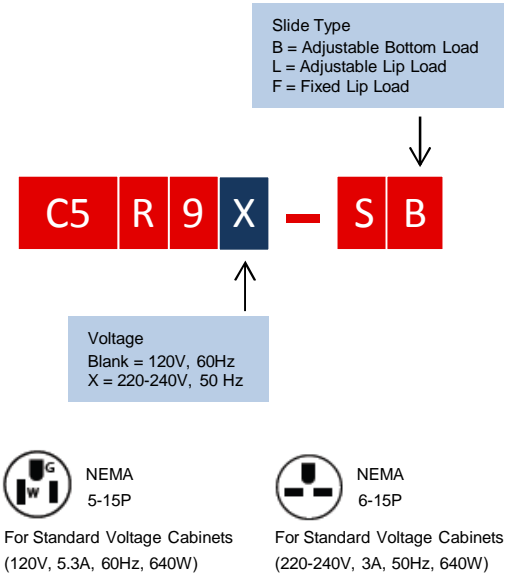 Slide Type
B = Adjustable Bottom Load
L = Adjustable Lip Load
F = Fixed Lip Load
C5 R 9 X - S B
Voltage
Blank = 120V, 60Hz
X = 220-240V, 50 Hz
G
W
NEMA
5-15P
For Standard Voltage Cabinets
(120V, 5.3A, 60Hz, 640W)
NEMA
6-15P
For Standard Voltage Cabinets
(220-240V, 3A, 50Hz, 640W)